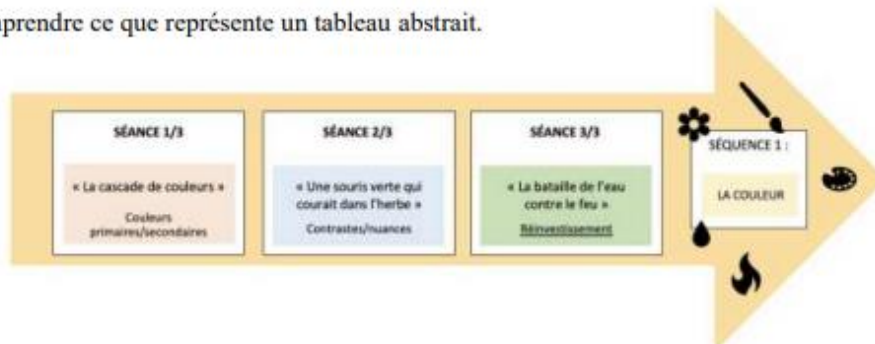 prendre ce que représente un tableau abstrait.
SÉANCE 1/3
« La cascade de couleurs »
Couleurs
primaires/secondaires
SÉANCE 2/3
« Une souris verte qui
courait dans l'herbe »
Contrastes/nuances
SÉANCE 3/3
« La bataille de l'eau
contre le feu »
Réinvestissement
SÉQUENCE 1 :
LA COULEUR